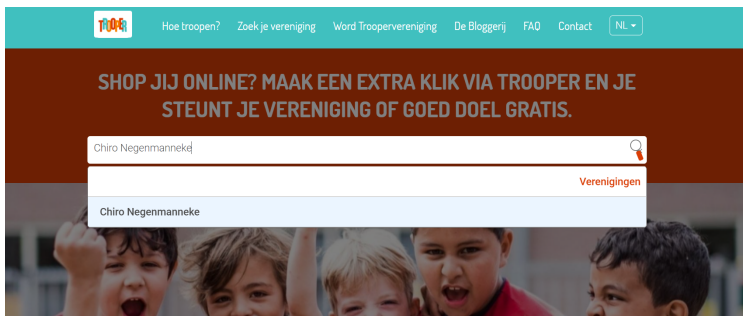 TROOPER
Hoe troopen? Zoek je vereniging Word Troopervereniging De Bloggerij FAQ Contact NL
SHOP JIJ ONLINE? MAAK EEN EXTRA KLIK VIA TROOPER EN JE
STEUNT JE VERENIGING OF GOED DOEL GRATIS.
Chiro Negenmanneke
Verenigingen
Chiro Negenmanneke